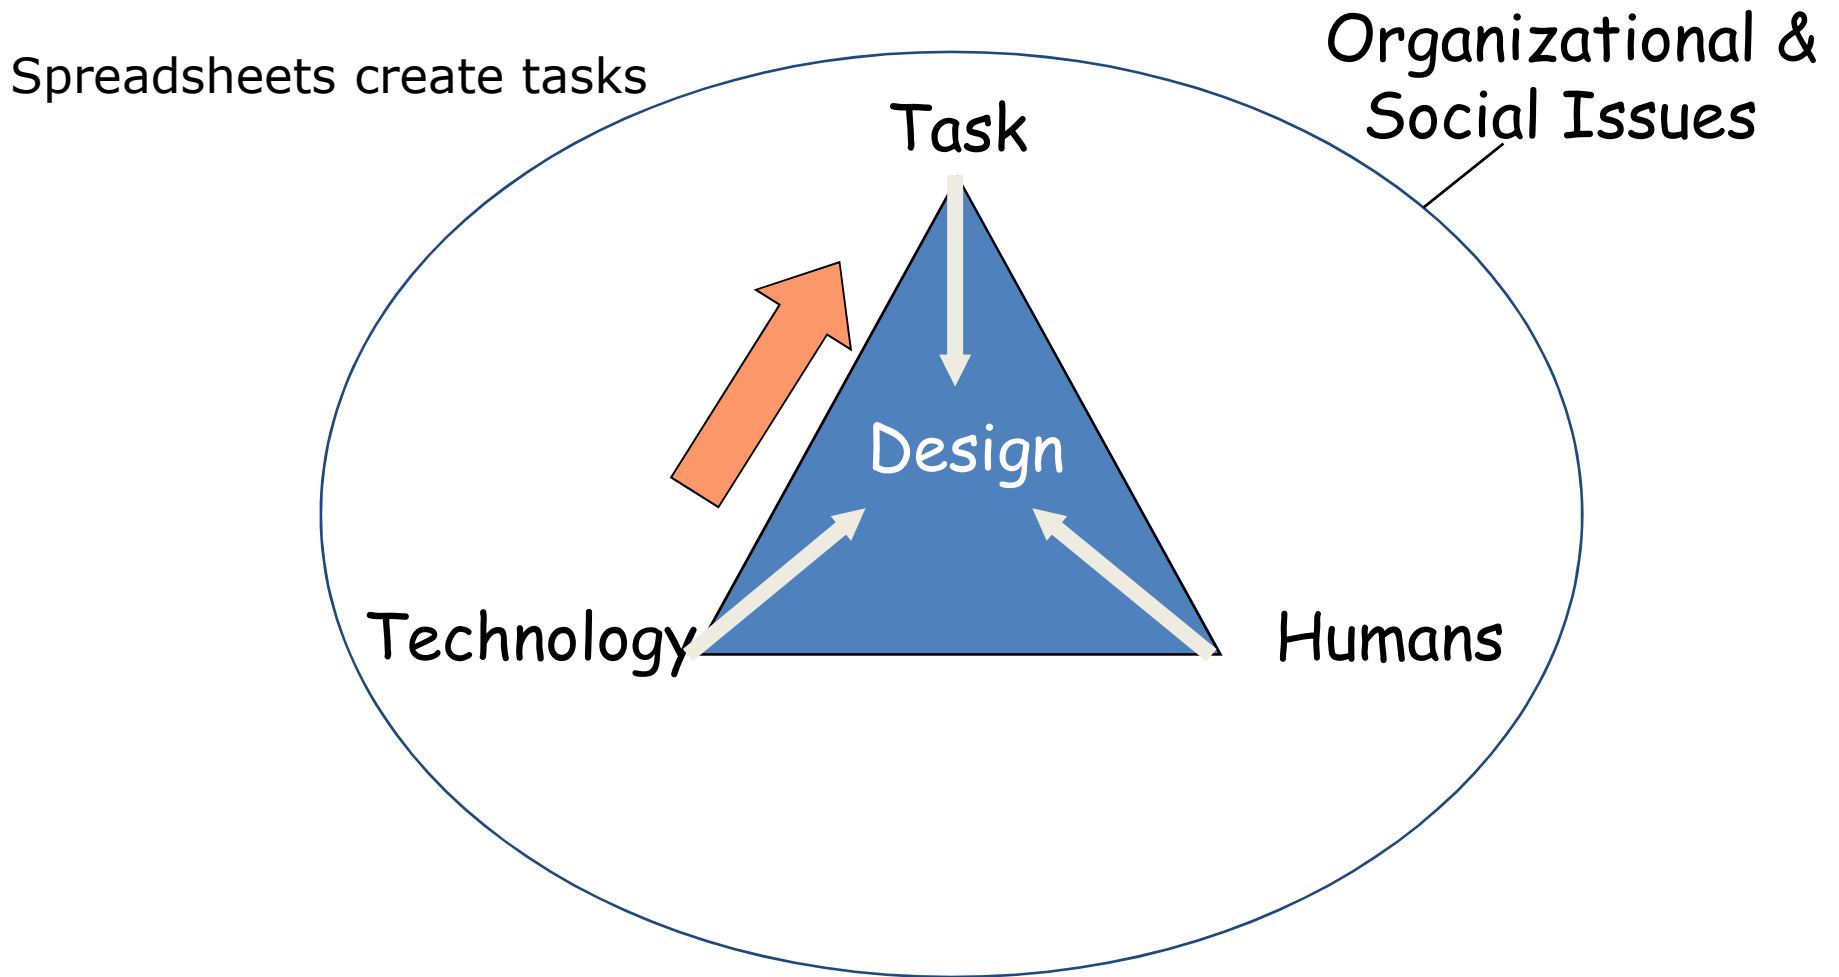 Organizational &
Social Issues
Spreadsheets create tasks
Task
Design
Technology
Humans